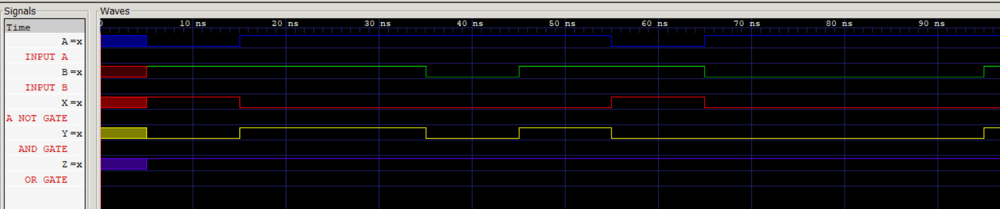 Signals
Waves
Time
0 10 ns 20 ns 30 ns 40 ns 50 ns 60 ns 70 ns 80 ns 90 ns
A=x
INPUT A
B=x
INPUT B
X=x
A NOT GATE
Y=x
AND GATE
Z=x
OR GATE